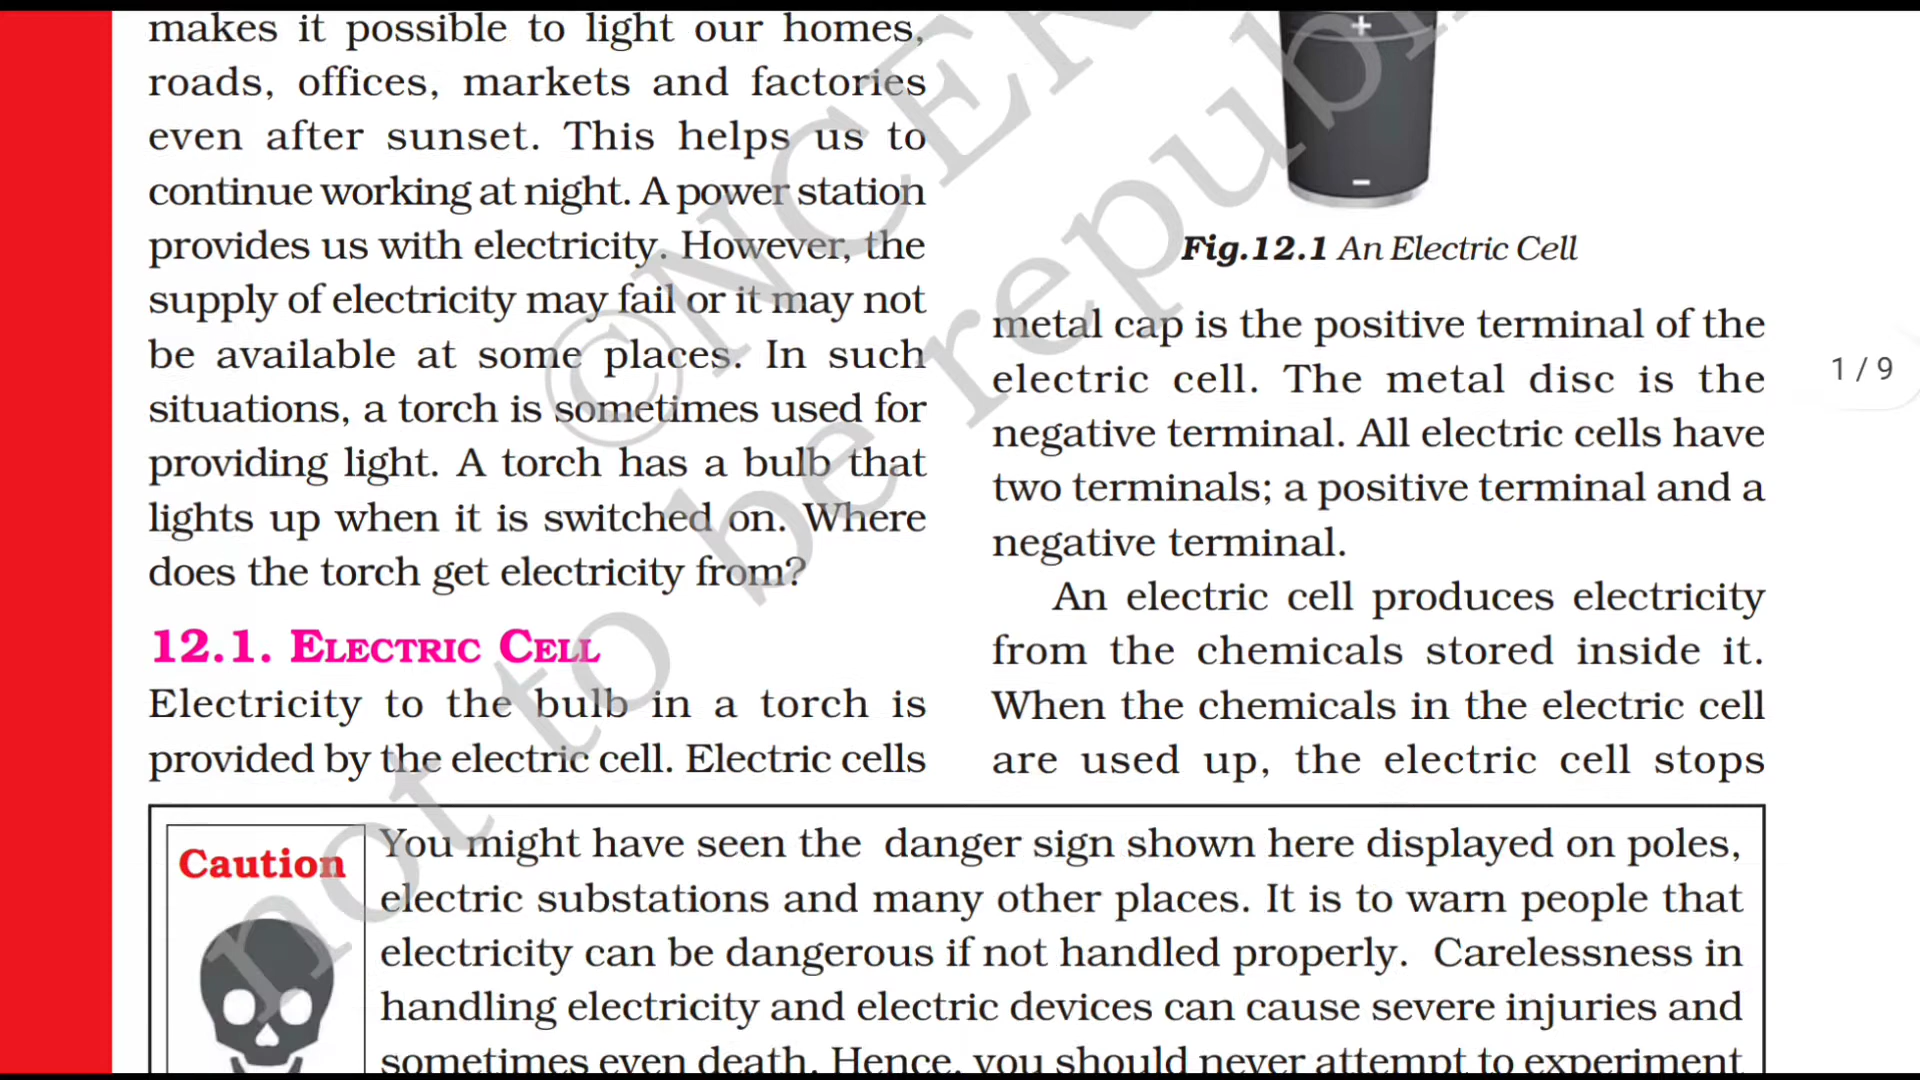 makes it possible to light our homes,
roads, offices, markets and factories
even after sunset. This helps us to
continue working at night. A power station
provides us with electricity. However, the
supply of electricity may fail or it may not
be available at some places. In such
situations, a torch is sometimes used for
providing light. A torch has a bulb that
lights up when it is switched on. Where
does the torch get electricity from?
12.1. ELECTRIC CELL
Electricity to the bulb in a torch is
provided by the electric cell. Electric cells
+
–
Fig.12.1 An Electric Cell
metal cap is the positive terminal of the
electric cell. The metal disc is the
negative terminal. All electric cells have
two terminals; a positive terminal and a
negative terminal.
An electric cell produces electricity
from the chemicals stored inside it.
When the chemicals in the electric cell
are used up, the electric cell stops
1 / 9
Caution
You might have seen the danger sign shown here displayed on poles,
electric substations and many other places. It is to warn people that
electricity can be dangerous if not handled properly. Carelessness in
handling electricity and electric devices can cause severe injuries and
sometimes even death. Hence, you should never attempt to experiment
©NCER
not to be republi